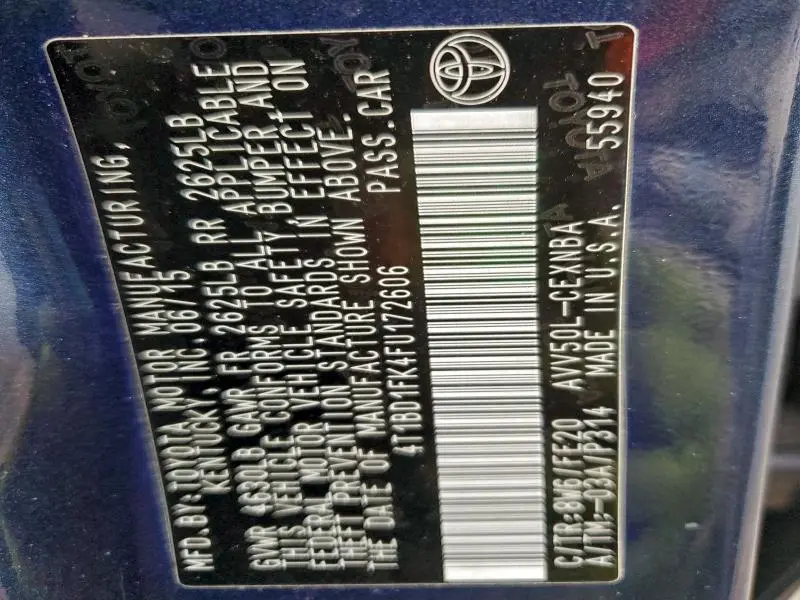 MFD.BY:TOYOTA MOTOR MANUFACTURING,
KENTUCKY, INC. 06/15
GVWR 4630LB GAWR FR 2625LB RR 2625LB
THIS VEHICLE CONFORMS TO ALL APPLICABLE
FEDERAL MOTOR VEHICLE SAFETY, BUMPER, AND
THEFT PREVENTION STANDARDS IN EFFECT ON
THE DATE OF MANUFACTURE SHOWN ABOVE.
4T1BD1FK4FU172606 PASS.CAR
C/TR:8W6/FE20 AVV50L-CEXNBA 55940
A/TM:-03A/P314 MADE IN U.S.A.
TOYOTA